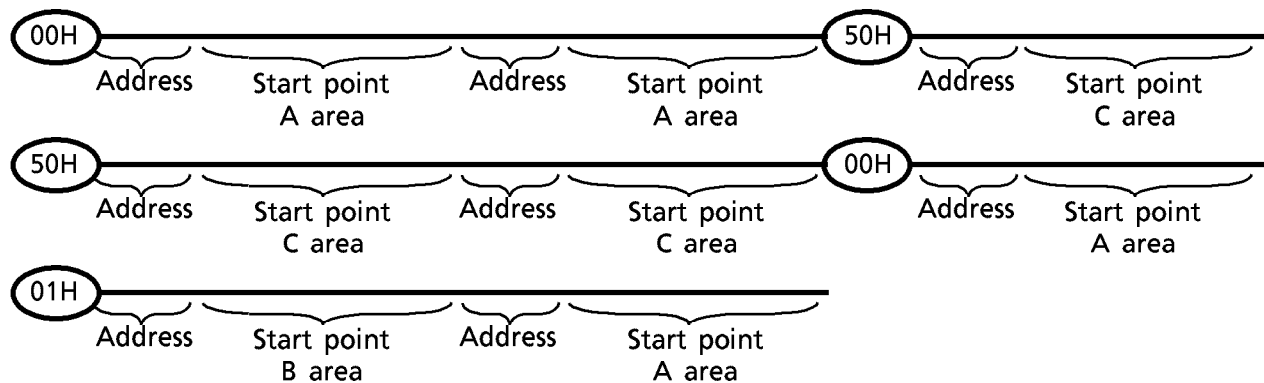 00H 50H
Address Start point Address Start point Address Start point
A area A area C area
50H 00H
Address Start point Address Start point Address Start point
C area C area A area
01H
Address Start point Address Start point
B area A area